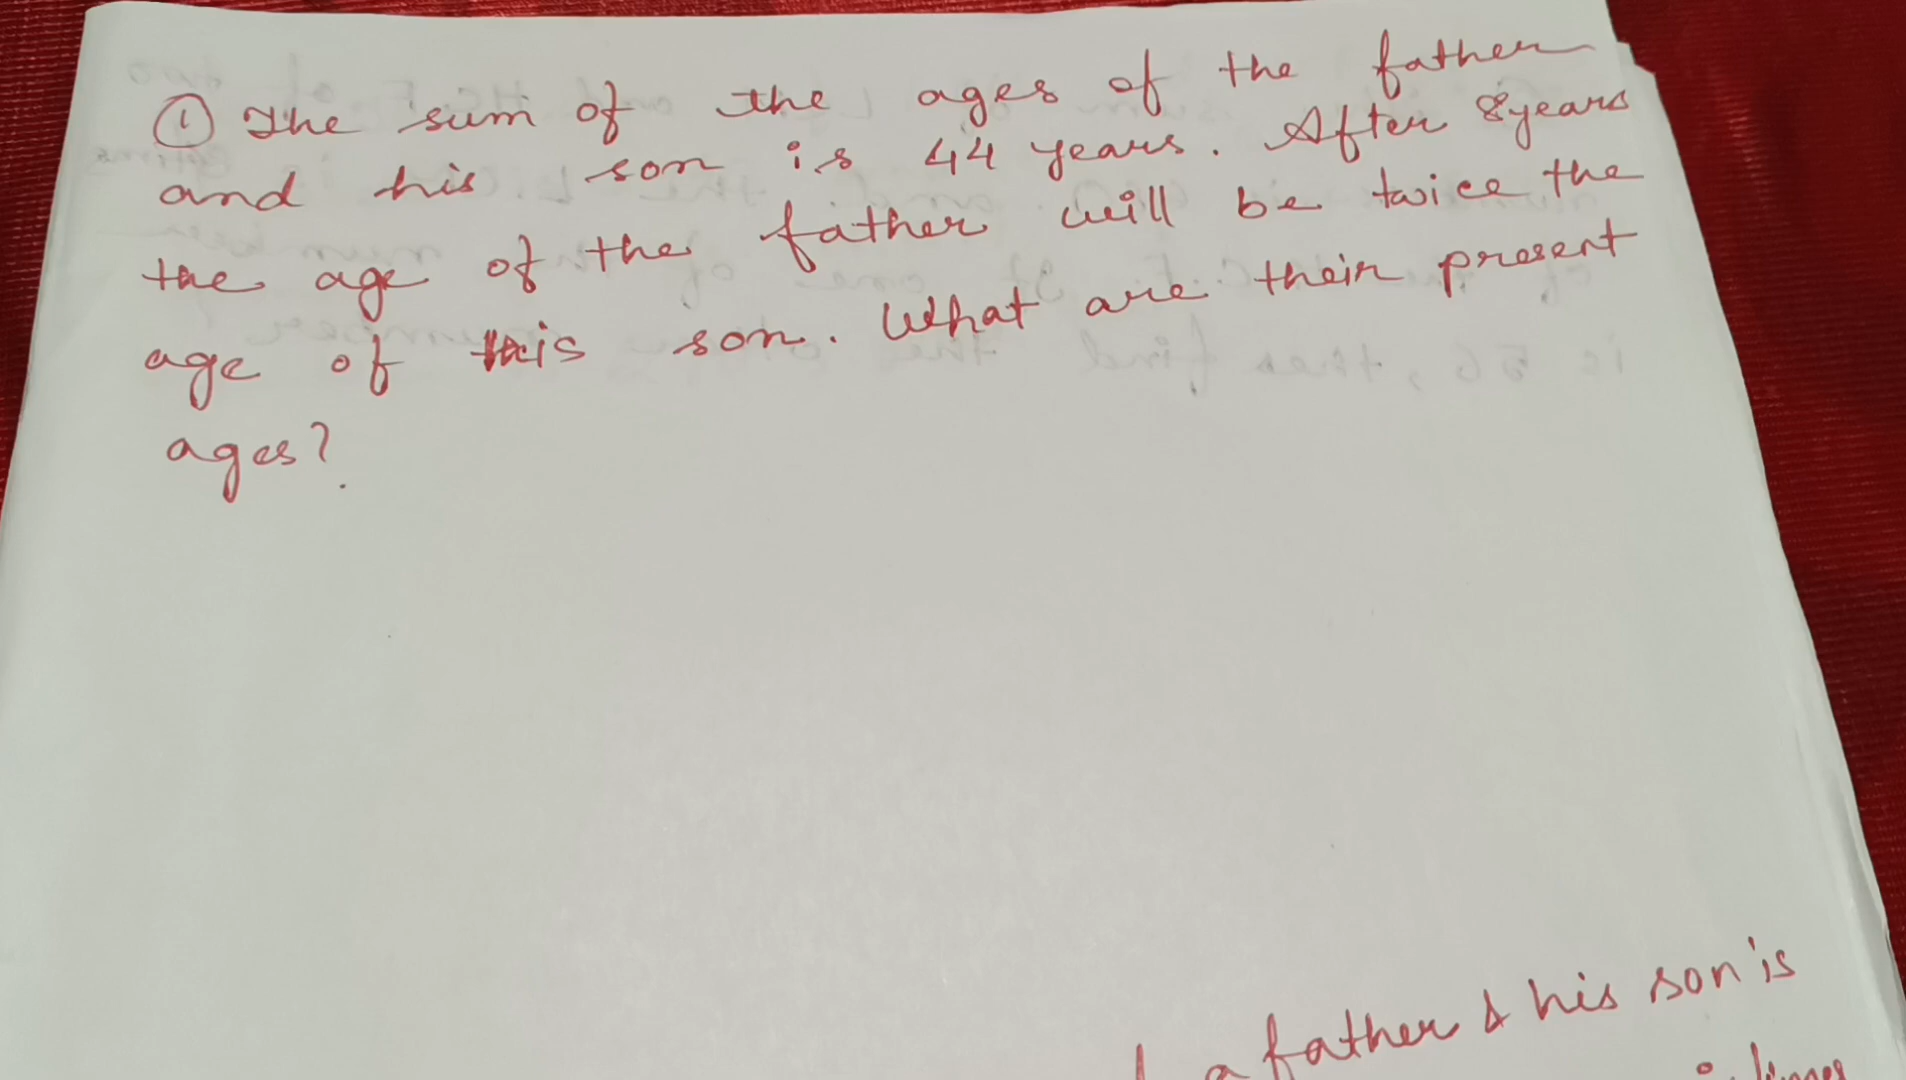 ① The sum of the ages of the father
and his son is 44 years. After 8 years
the age of the father will be twice the
age of his son. What are their present
ages?
a father & his son is